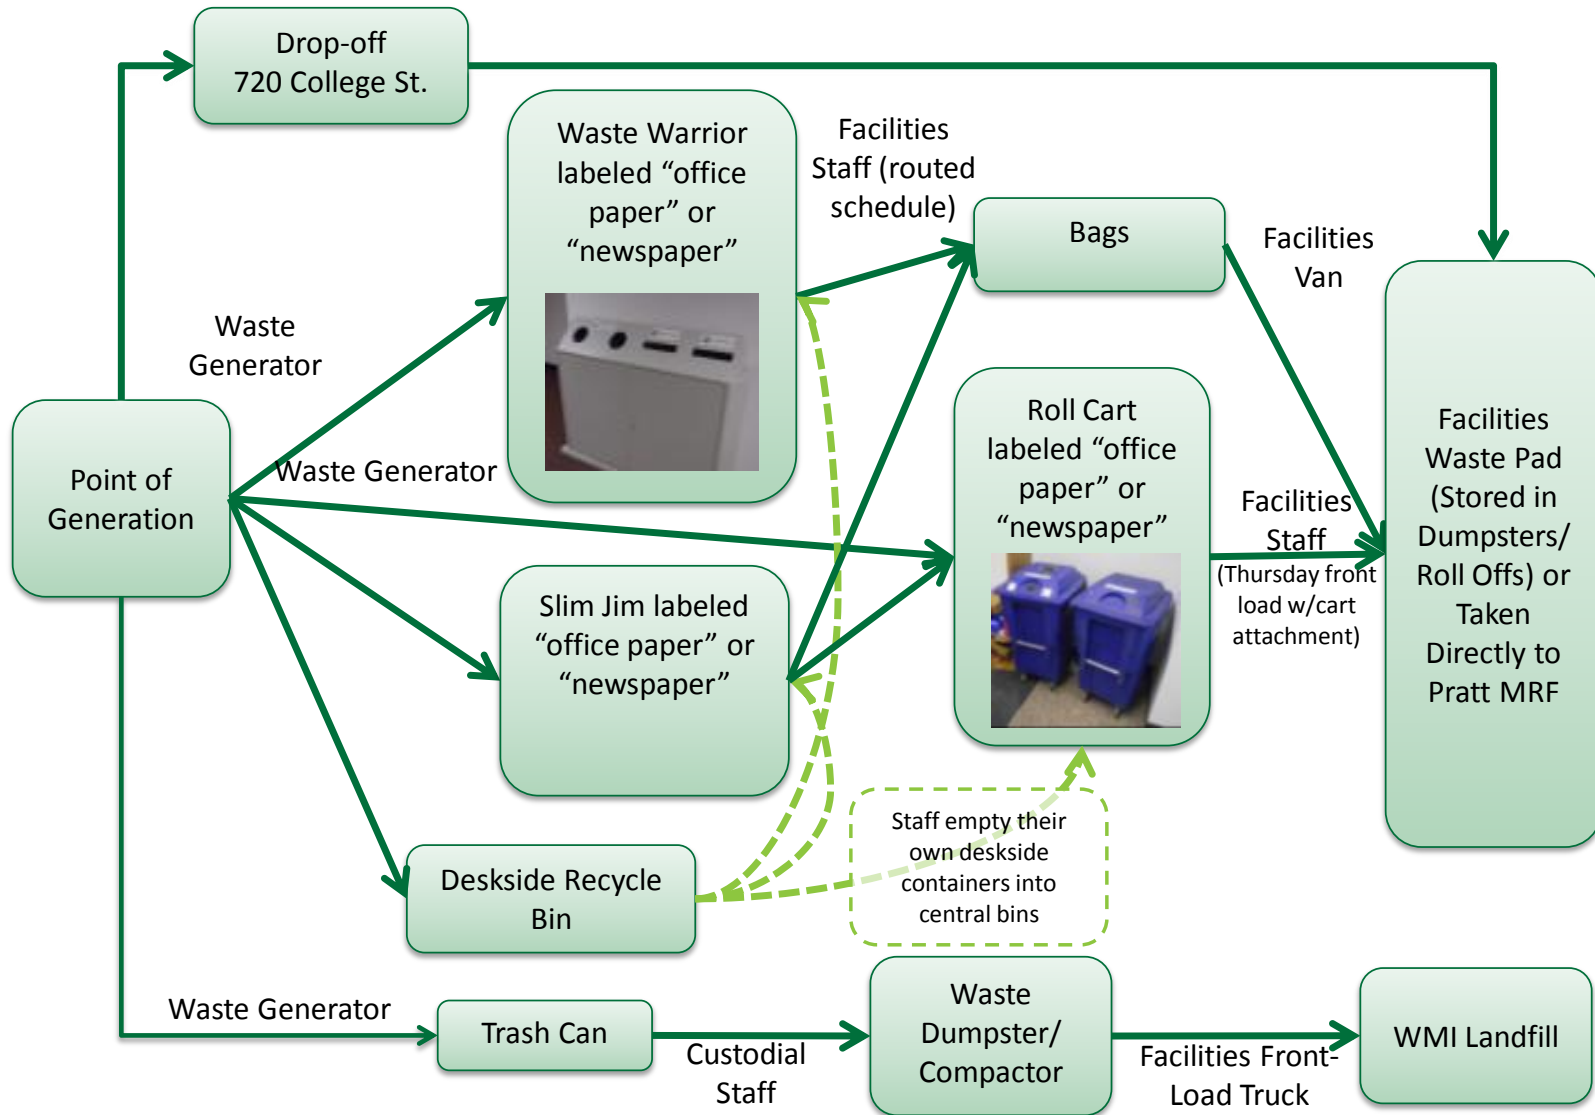 Drop-off
720 College St.
Waste Warrior
labeled “office
paper” or
“newspaper”
Facilities
Staff (routed
schedule)
Bags
Facilities
Van
Waste
Generator
Point of
Generation
Waste Generator
Roll Cart
labeled “office
paper” or
“newspaper”
Facilities
Staff
(Thursday front
load w/cart
attachment)
Facilities
Waste Pad
(Stored in
Dumpsters/
Roll Offs) or
Taken
Directly to
Pratt MRF
Slim Jim labeled
“office paper” or
“newspaper”
Staff empty their
own deskside
containers into
central bins
Deskside Recycle
Bin
Waste Generator
Trash Can
Custodial
Staff
Waste
Dumpster/
Compactor
Facilities Front-
Load Truck
WMI Landfill